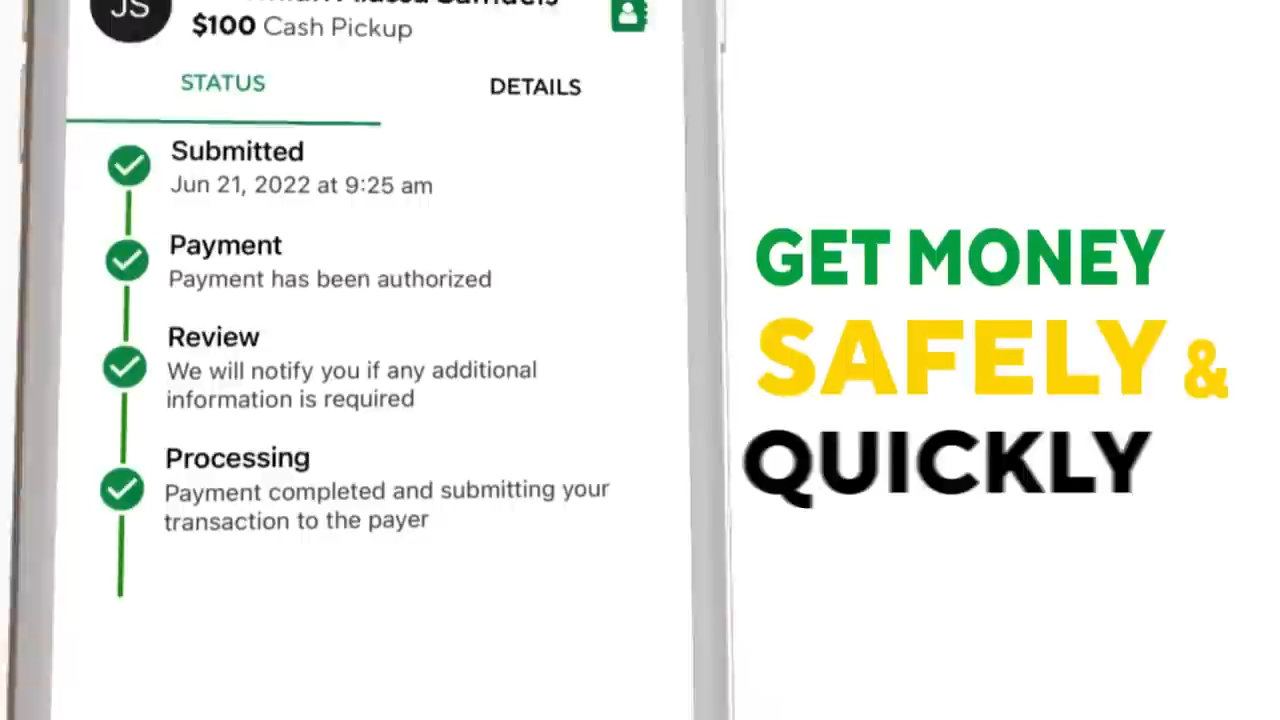 JS
Samuels
$100 Cash Pickup
STATUS
DETAILS
Submitted
Jun 21, 2022 at 9:25 am
Payment
Payment has been authorized
Review
We will notify you if any additional
information is required
Processing
Payment completed and submitting your
transaction to the payer
GET MONEY
SAFELY &
QUICKLY